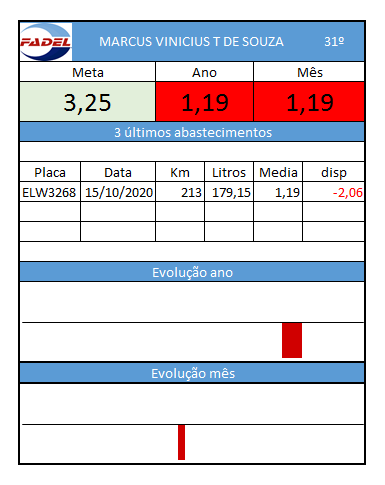 FADEL MARCUS VINICIUS T DE SOUZA 31º
Meta Ano Mês
3,25 1,19 1,19
3 últimos abastecimentos
Placa Data Km Litros Media disp
ELW3268 15/10/2020 213 179,15 1,19 -2,06
Evolução ano
Evolução mês